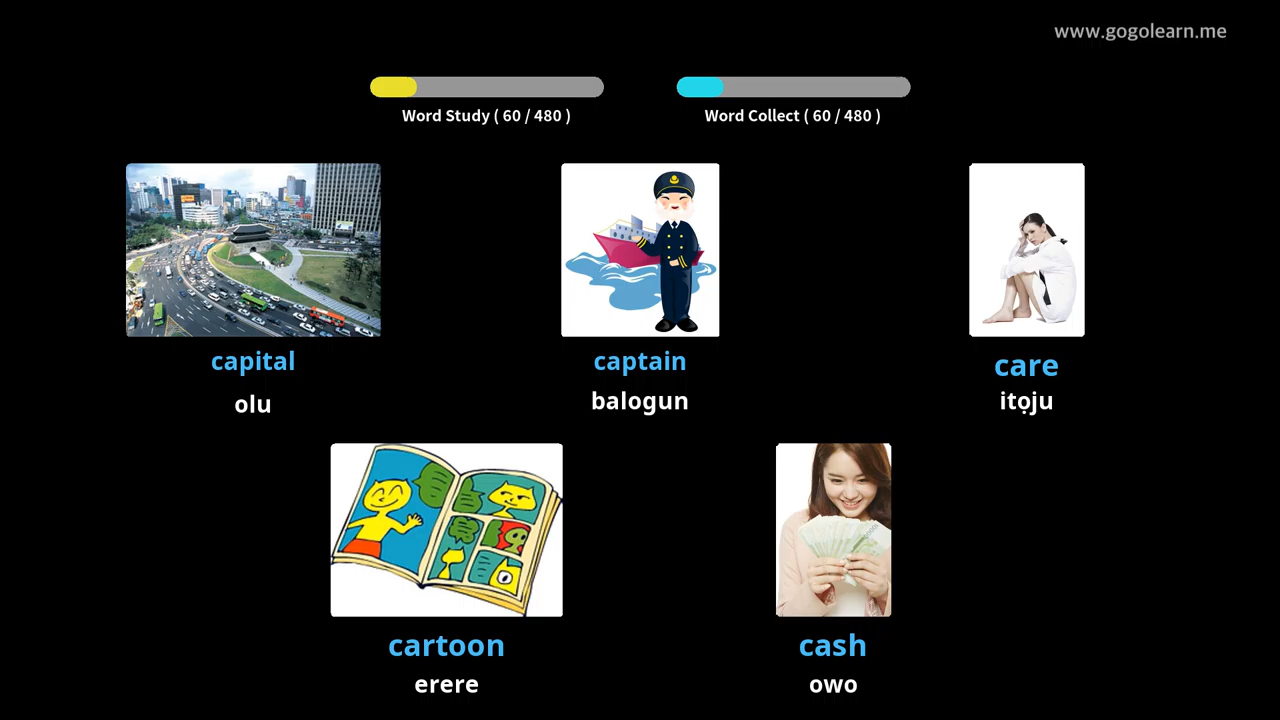 www.gogolearn.me
Word Study ( 60 / 480 )
Word Collect ( 60 / 480 )
capital
olu
captain
balogun
care
itọju
cartoon
erere
cash
owo